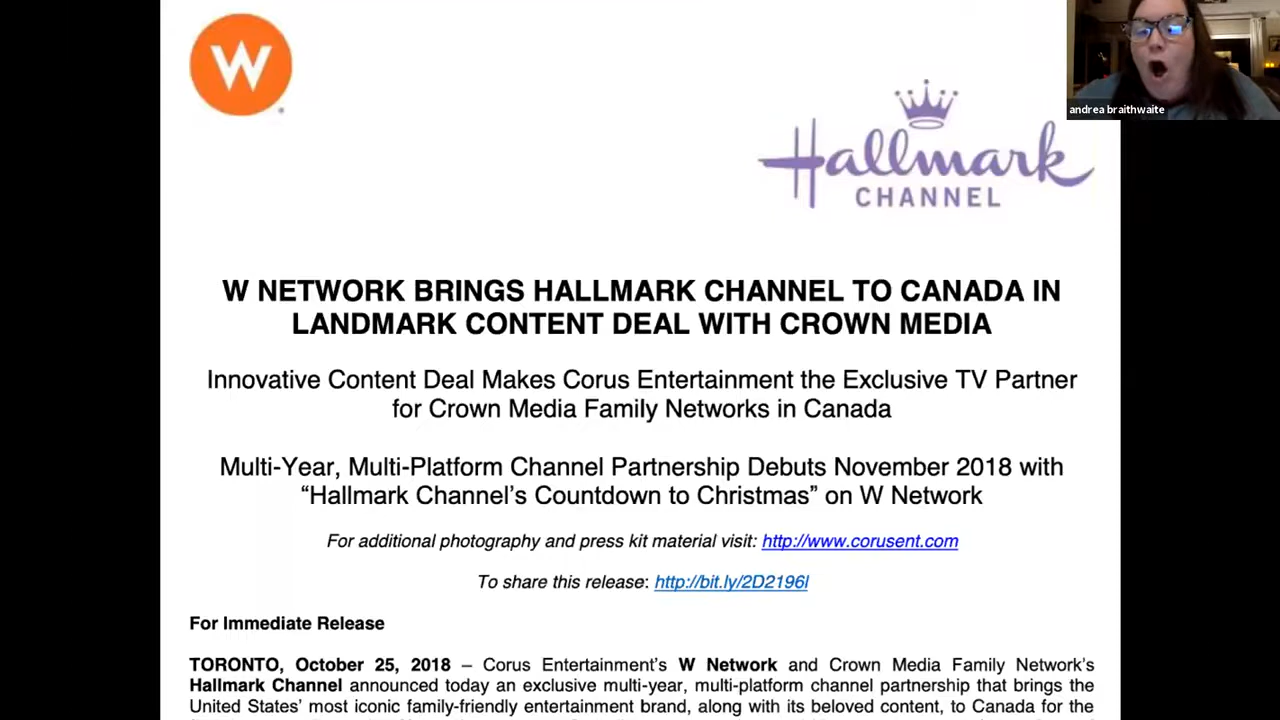 W
andrea braithwaite
Hallmark
CHANNEL
W NETWORK BRINGS HALLMARK CHANNEL TO CANADA IN
LANDMARK CONTENT DEAL WITH CROWN MEDIA
Innovative Content Deal Makes Corus Entertainment the Exclusive TV Partner
for Crown Media Family Networks in Canada
Multi-Year, Multi-Platform Channel Partnership Debuts November 2018 with
“Hallmark Channel’s Countdown to Christmas” on W Network
For additional photography and press kit material visit: http://www.corusent.com
To share this release: http://bit.ly/2D2196l
For Immediate Release
TORONTO, October 25, 2018 – Corus Entertainment’s W Network and Crown Media Family Network’s
Hallmark Channel announced today an exclusive multi-year, multi-platform channel partnership that brings the
United States’ most iconic family-friendly entertainment brand, along with its beloved content, to Canada for the